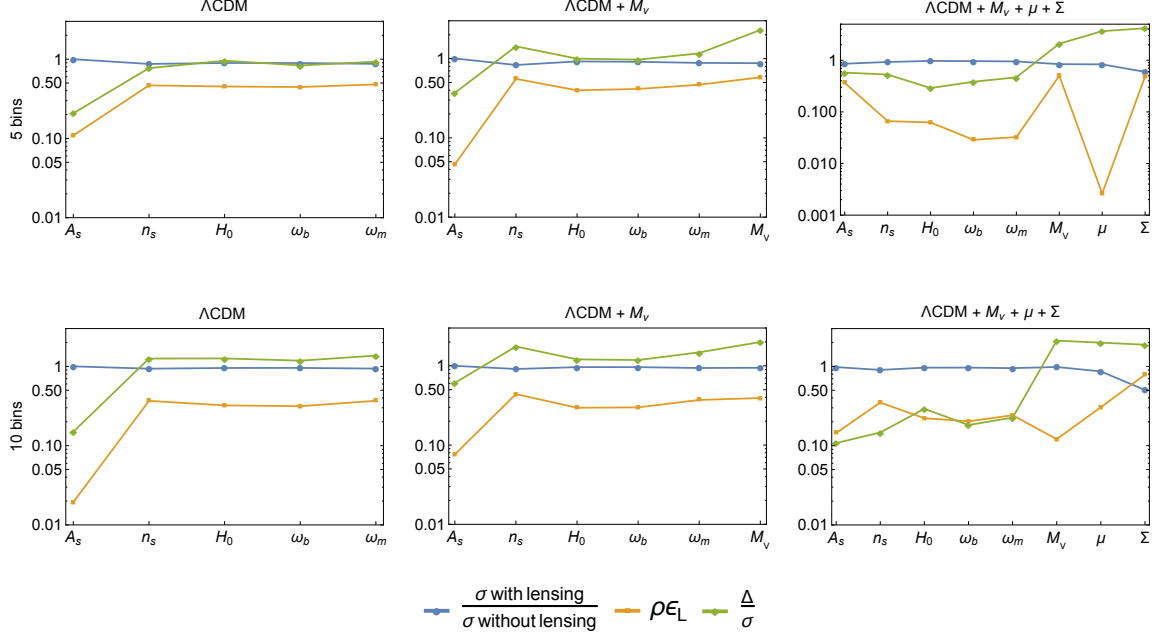 ΛCDM
ΛCDM + Mν
ΛCDM + Mν + μ + Σ
5 bins
1
0.50
0.10
0.05
0.01
As ns H0 ωb ωm
1
0.50
0.10
0.05
0.01
As ns H0 ωb ωm Mν
1
0.100
0.010
0.001
As ns H0 ωb ωm Mν μ Σ
ΛCDM
ΛCDM + Mν
ΛCDM + Mν + μ + Σ
10 bins
1
0.50
0.10
0.05
0.01
As ns H0 ωb ωm
1
0.50
0.10
0.05
0.01
As ns H0 ωb ωm Mν
1
0.50
0.10
0.05
0.01
As ns H0 ωb ωm Mν μ Σ
σ with lensing
σ without lensing
ρϵL
Δ
σ